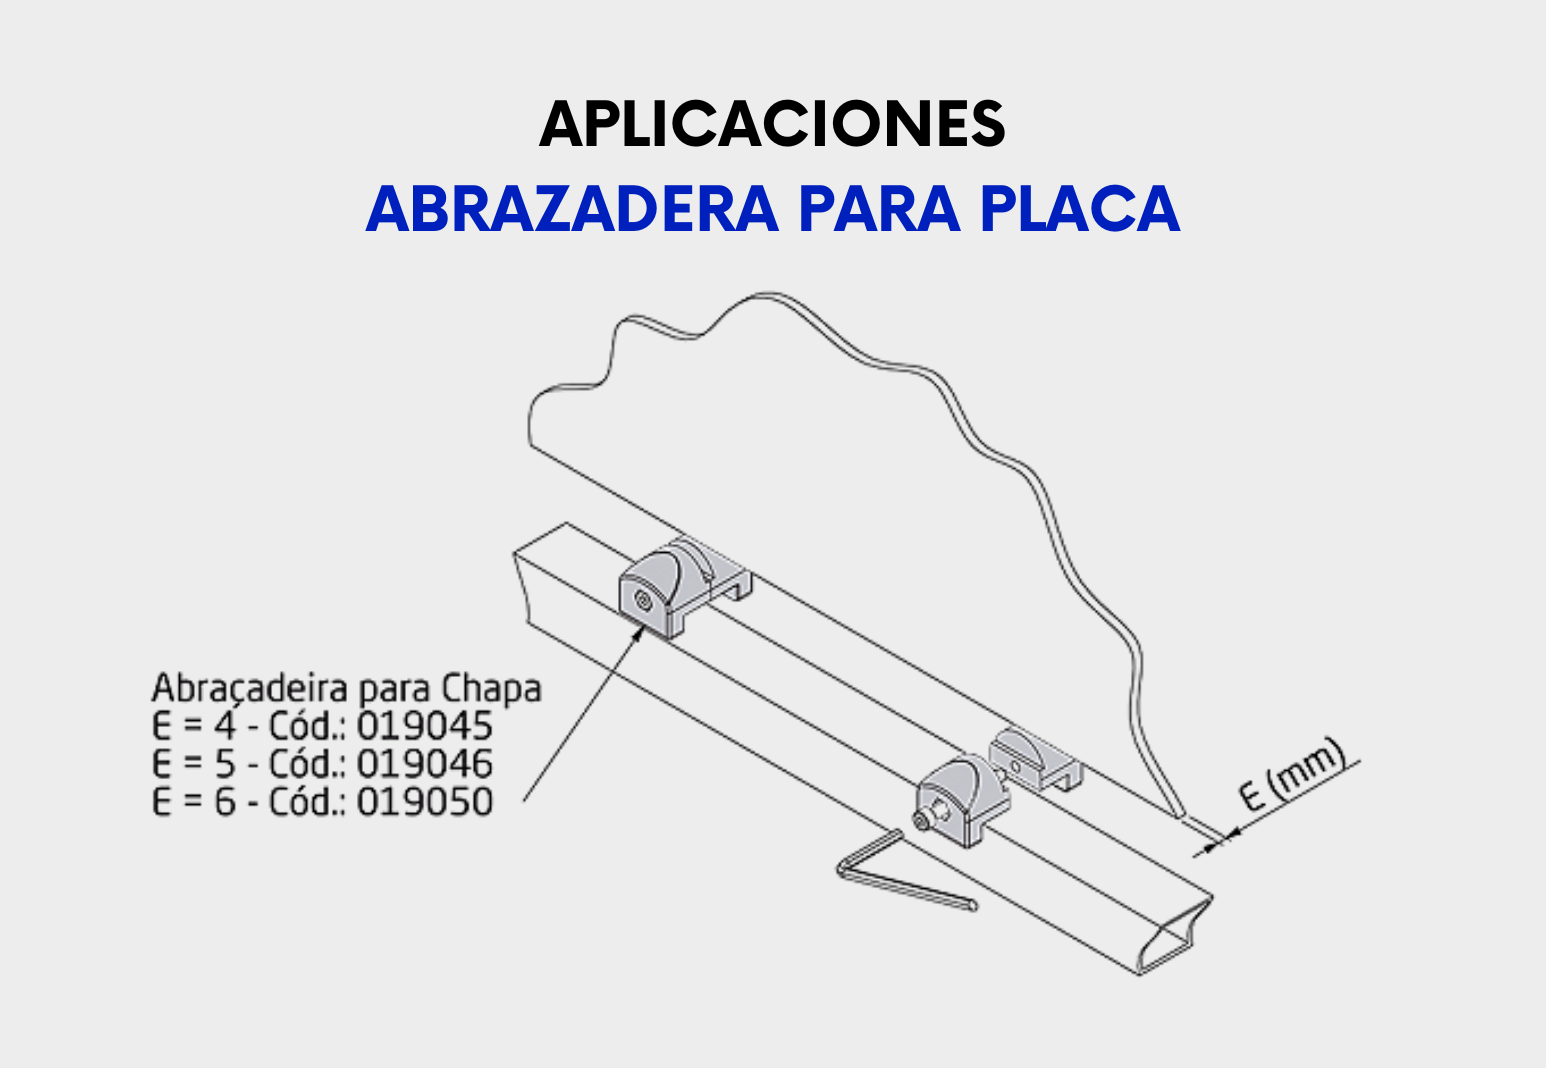 APLICACIONES
ABRAZADERA PARA PLACA
Abraçadeira para Chapa
E = 4 - Cód.: 019045
E = 5 - Cód.: 019046
E = 6 - Cód.: 019050
E (mm)